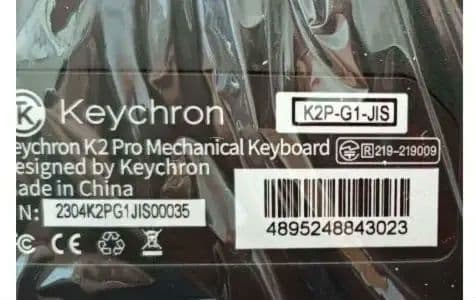 K Keychron K2P-G1-JIS
eychron K2 Pro Mechanical Keyboard R 219-219009
esigned by Keychron
ade in China
N: 2304K2PG1JIS00035
C CE
4895248843023